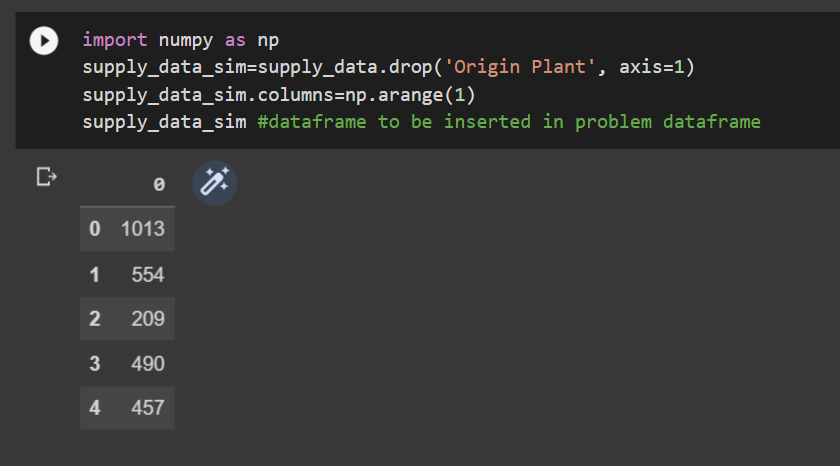 import numpy as np
supply_data_sim=supply_data.drop('Origin Plant', axis=1)
supply_data_sim.columns=np.arange(1)
supply_data_sim #dataframe to be inserted in problem dataframe
0
0 1013
1 554
2 209
3 490
4 457